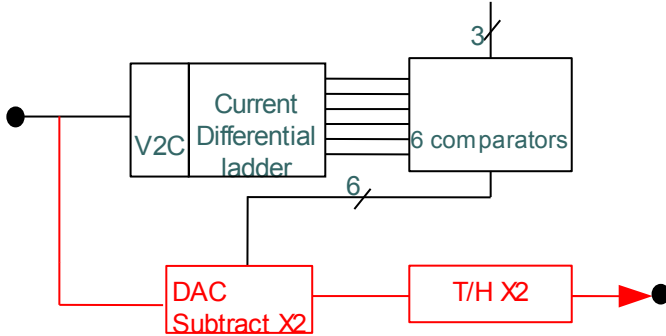 3
V2C
Current
Differential
ladder
6 comparators
6
DAC
Subtract X2
T/H X2